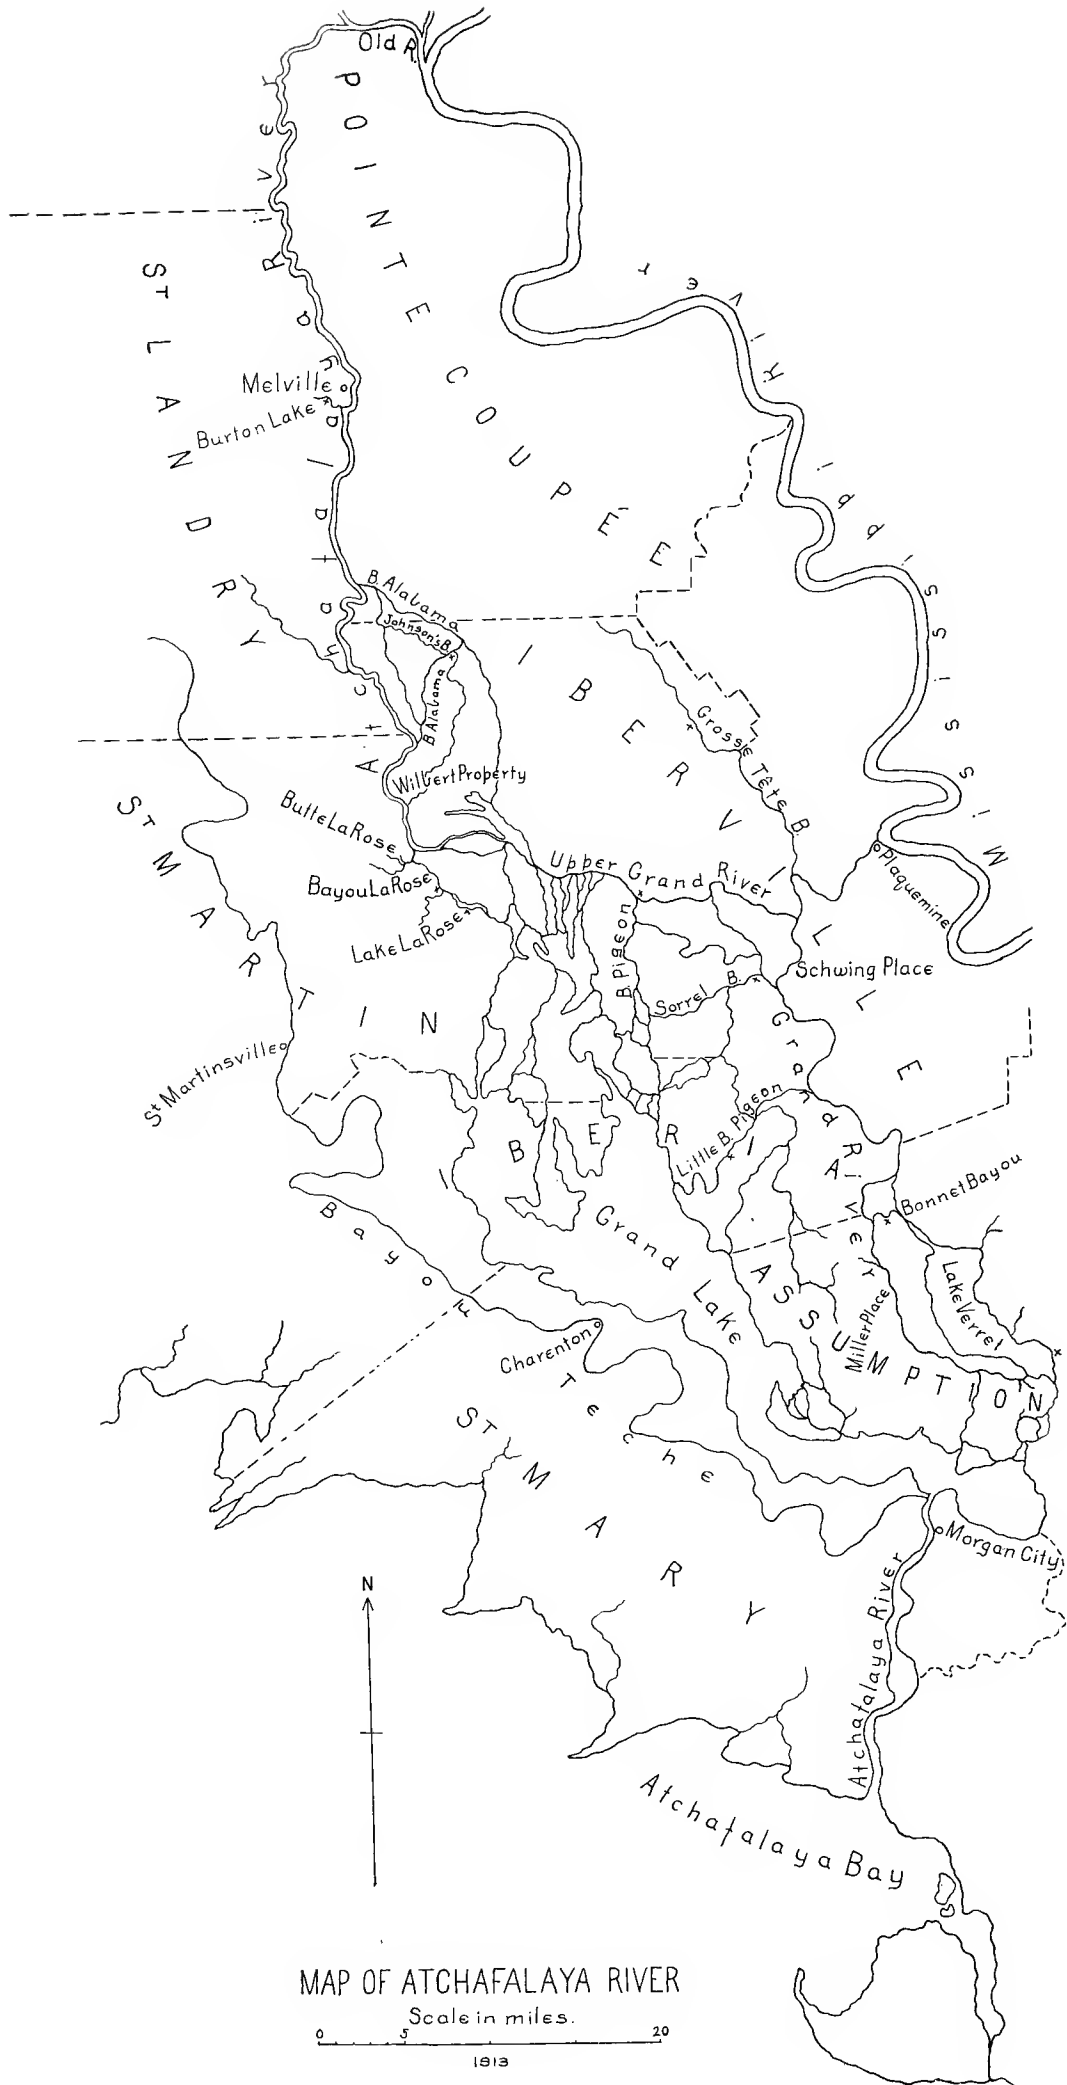 Old R.
POINTE COUPÉE
Atchafalaya River
Mississippi River
ST LANDRY
Melville
Burton Lake
B. Alabama
Johnson's B.
B. Alabama
IBERVILLE
Grosse Tête B.
Wilbert Property
ST MARTIN
Butte La Rose
Upper Grand River
Plaquemine
Bayou La Rose
Lake La Rose
B. Pigeon
Schwing Place
Sorrel B.
Grand River
St Martinsville
Little B. Pigeon
IBERIA
Bonnet Bayou
Bayou Teche
Grand Lake
ASSUMPTION
Lake Verret
Miller Place
Charenton
ST MARY
Morgan City
N
Atchafalaya River
Atchafalaya Bay
MAP OF ATCHAFALAYA RIVER
Scale in miles.
0 5 20
1913